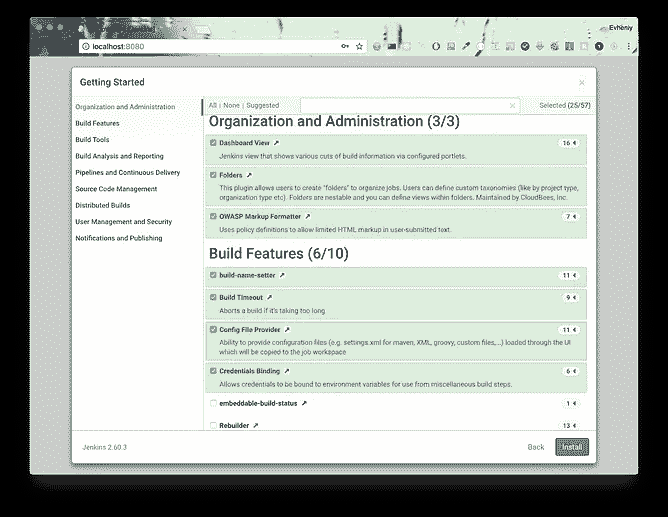 Evheniy
localhost:8080
Getting Started
Organization and Administration
Build Features
Build Tools
Build Analysis and Reporting
Pipelines and Continuous Delivery
Source Code Management
Distributed Builds
User Management and Security
Notifications and Publishing
All | None | Suggested
Selected (25/57)
Organization and Administration (3/3)
Dashboard View
16
Jenkins view that shows various cuts of build information via configured portlets.
Folders
This plugin allows users to create "folders" to organize jobs. Users can define custom taxonomies (like by project type,
organization type etc). Folders are nestable and you can define views within folders. Maintained by CloudBees, Inc.
OWASP Markup Formatter
7
Uses policy definitions to allow limited HTML markup in user-submitted text.
Build Features (6/10)
build-name-setter
11
Build Timeout
9
Aborts a build if it's taking too long
Config File Provider
11
Ability to provide configuration files (e.g. settings.xml for maven, XML, groovy, custom files,...) loaded through the UI
which will be copied to the job workspace
Credentials Binding
6
Allows credentials to be bound to environment variables for use from miscellaneous build steps.
embeddable-build-status
1
Rebuilder
13
Jenkins 2.60.3
Back
Install